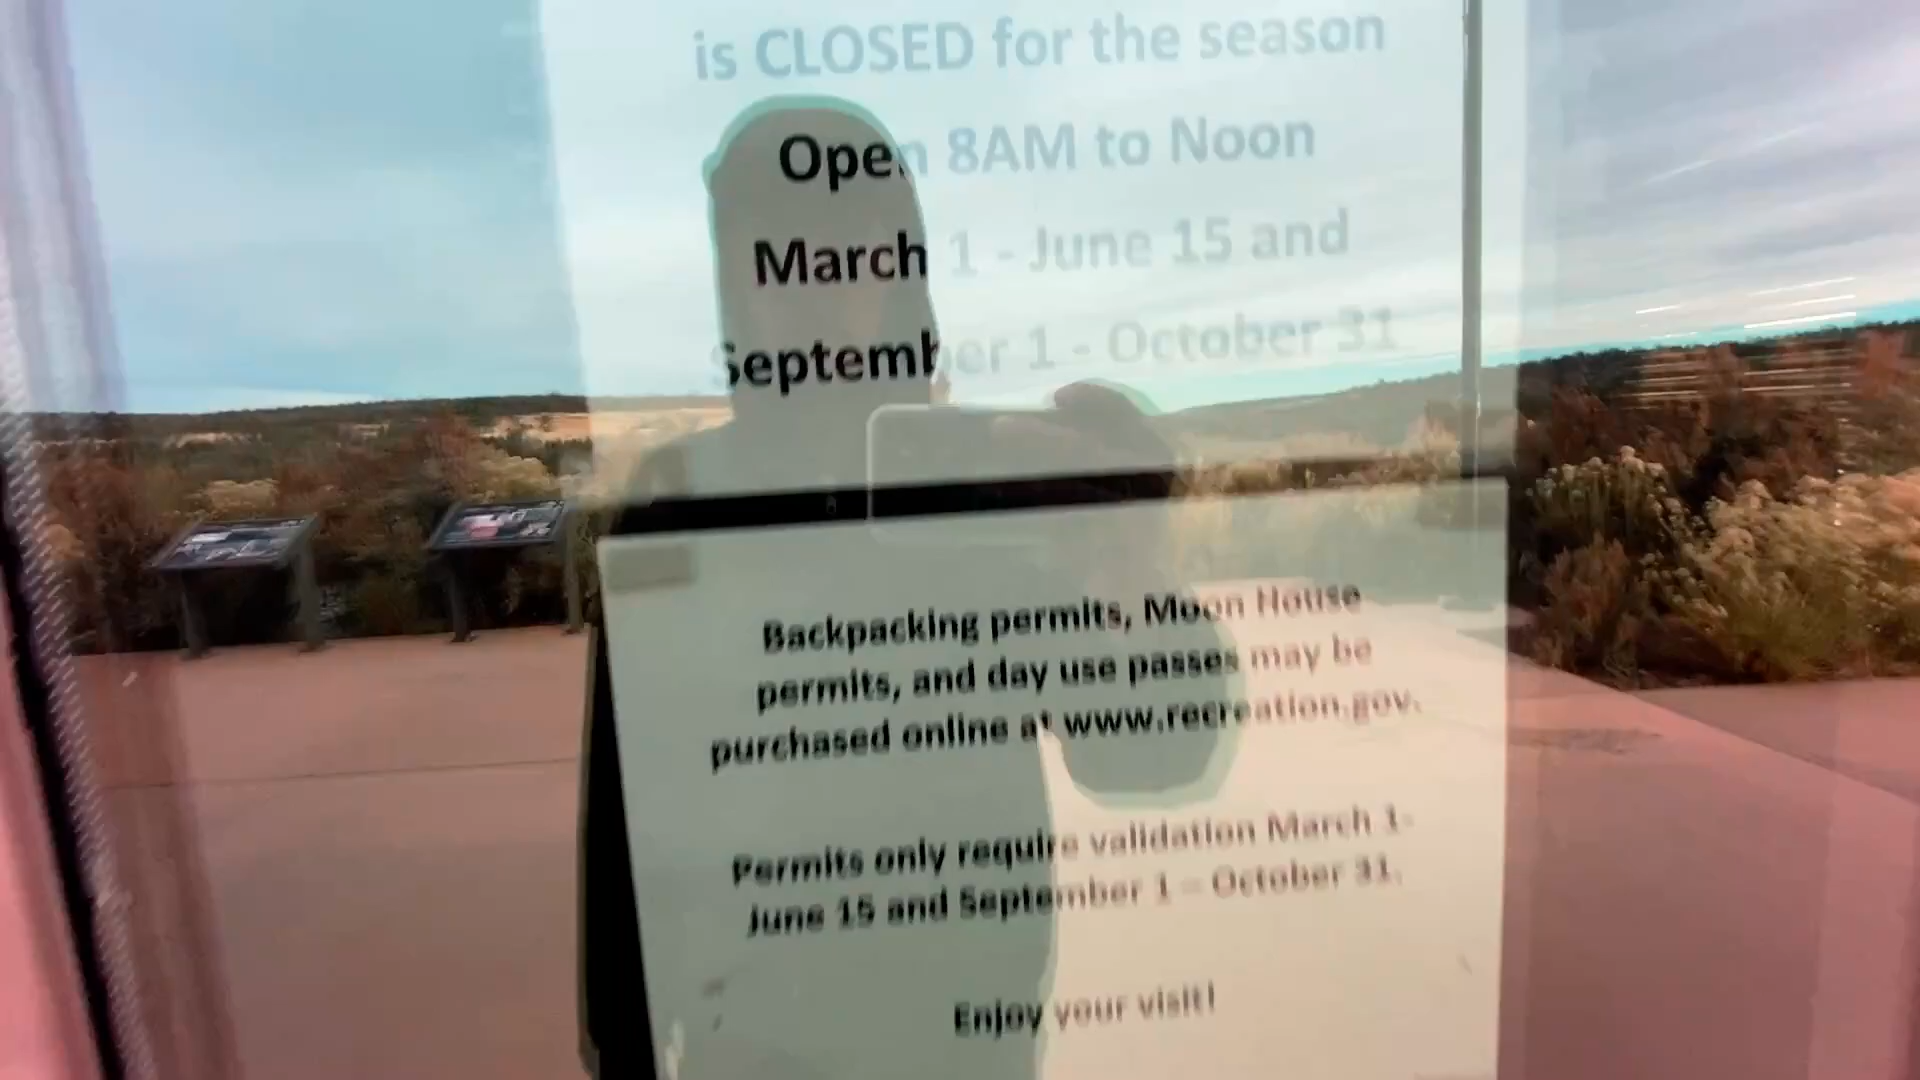 is CLOSED for the season
Open 8AM to Noon
March 1 - June 15 and
September 1 - October 31
Backpacking permits, Moon House
permits, and day use passes may be
purchased online at www.recreation.gov.
Permits only require validation March 1-
June 15 and September 1 – October 31.
Enjoy your visit!